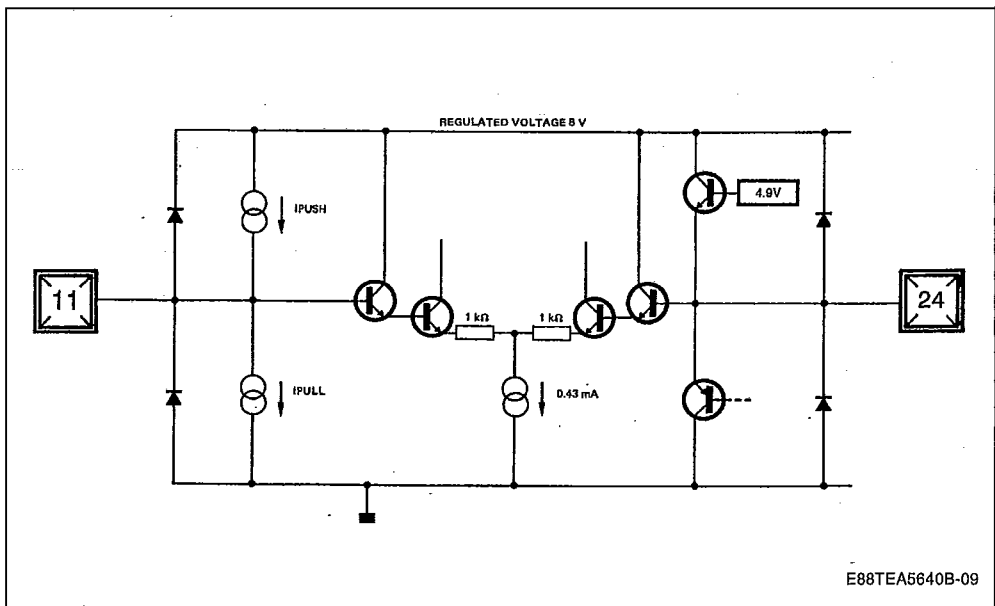 REGULATED VOLTAGE 8 V
4.9V
IPUSH
11
24
1 kΩ
1 kΩ
IPULL
0.43 mA
E88TEA5640B-09